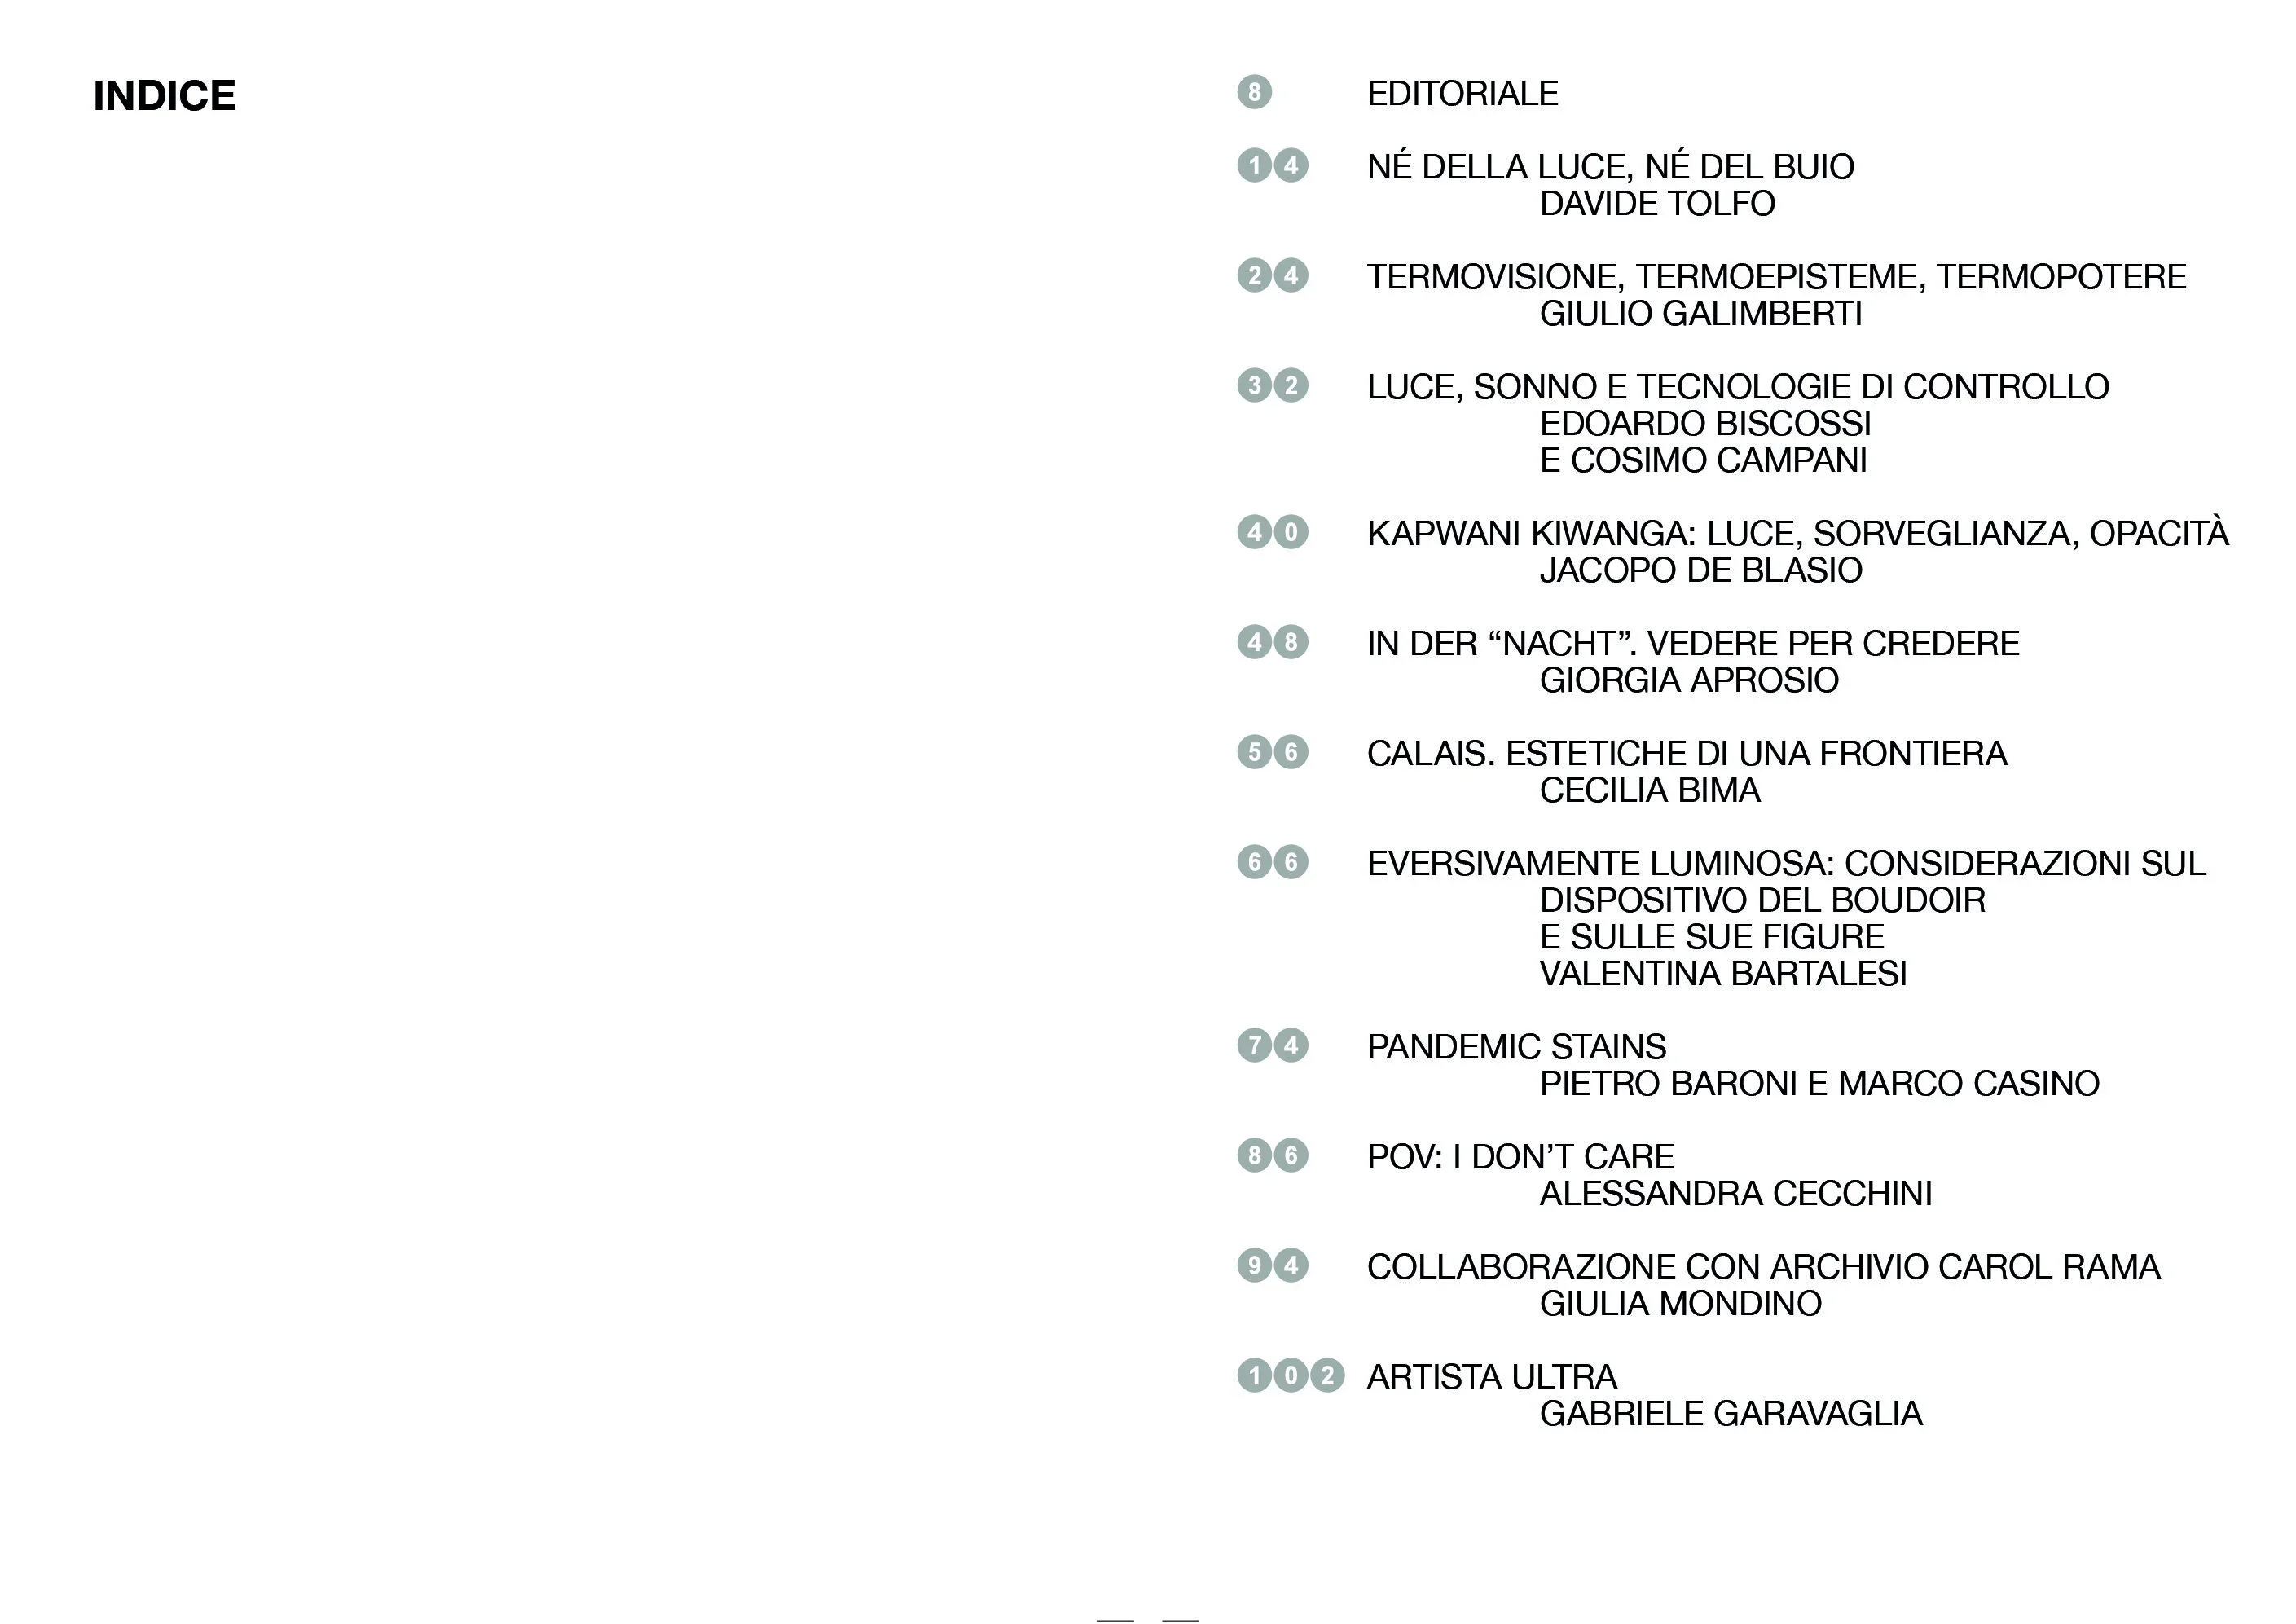 INDICE
8 EDITORIALE
14 NÉ DELLA LUCE, NÉ DEL BUIO
DAVIDE TOLFO
24 TERMOVISIONE, TERMOEPISTEME, TERMOPOTERE
GIULIO GALIMBERTI
32 LUCE, SONNO E TECNOLOGIE DI CONTROLLO
EDOARDO BISCOSSI
E COSIMO CAMPANI
40 KAPWANI KIWANGA: LUCE, SORVEGLIANZA, OPACITÀ
JACOPO DE BLASIO
48 IN DER “NACHT”. VEDERE PER CREDERE
GIORGIA APROSIO
56 CALAIS. ESTETICHE DI UNA FRONTIERA
CECILIA BIMA
66 EVERSIVAMENTE LUMINOSA: CONSIDERAZIONI SUL
DISPOSITIVO DEL BOUDOIR
E SULLE SUE FIGURE
VALENTINA BARTALESI
74 PANDEMIC STAINS
PIETRO BARONI E MARCO CASINO
86 POV: I DON’T CARE
ALESSANDRA CECCHINI
94 COLLABORAZIONE CON ARCHIVIO CAROL RAMA
GIULIA MONDINO
102 ARTISTA ULTRA
GABRIELE GARAVAGLIA